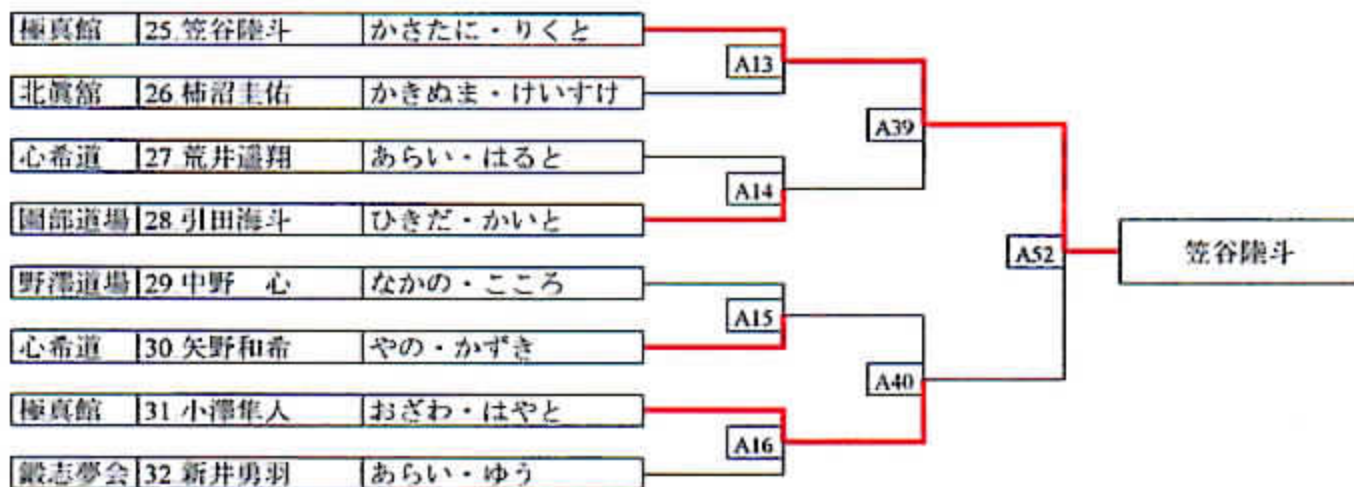 極真館 25 笠谷陸斗 かさたに・りくと
A13
北眞舘 26 柿沼圭佑 かきぬま・けいすけ
A39
心希道 27 荒井遥翔 あらい・はると
A14
園部道場 28 引田海斗 ひきだ・かいと
A52 笠谷陸斗
野澤道場 29 中野 心 なかの・こころ
A15
心希道 30 矢野和希 やの・かずき
A40
極真館 31 小澤隼人 おざわ・はやと
A16
鍛志夢会 32 新井勇羽 あらい・ゆう